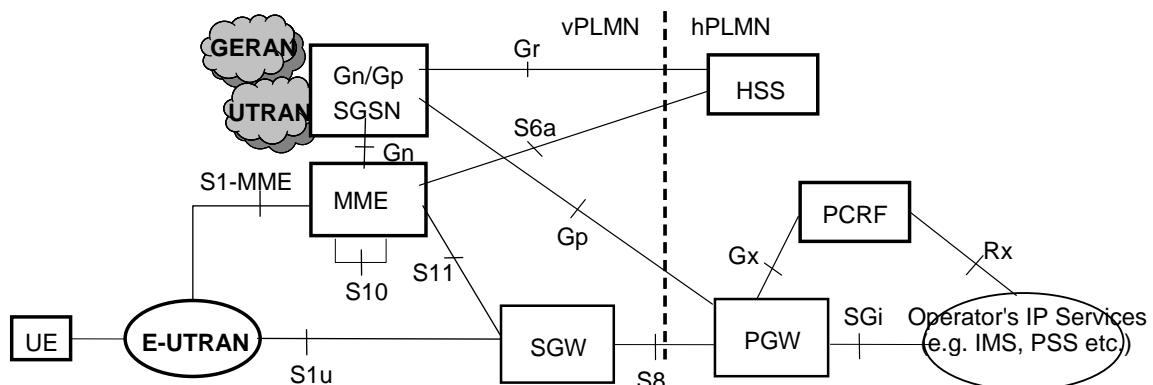 vPLMN
hPLMN
GERAN
Gr
Gn/Gp
SGSN
HSS
UTRAN
S6a
Gn
S1-MME
MME
PCRF
Gp
Gx
Rx
S11
S10
SGi
Operator's IP Services
(e.g. IMS, PSS etc.)
UE
E-UTRAN
SGW
PGW
S1u
S8